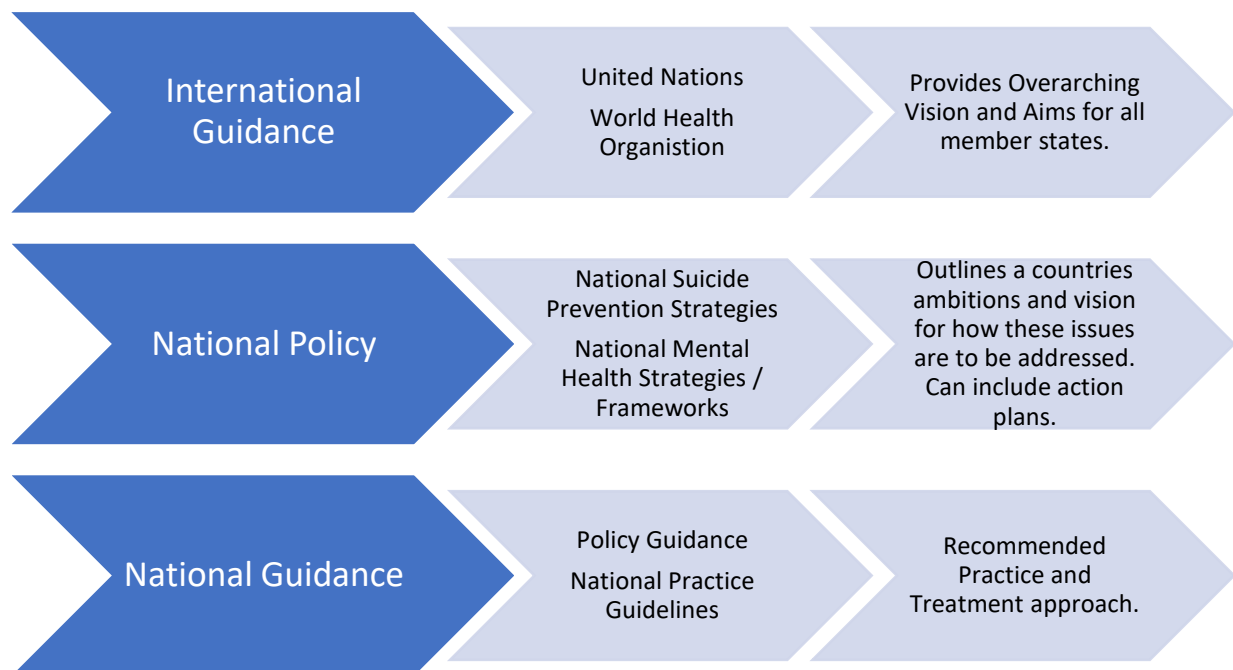 International
Guidance
United Nations
World Health
Organistion
Provides Overarching
Vision and Aims for all
member states.
National Policy
National Suicide
Prevention Strategies
National Mental
Health Strategies /
Frameworks
Outlines a countries
ambitions and vision
for how these issues
are to be addressed.
Can include action
plans.
National Guidance
Policy Guidance
National Practice
Guidelines
Recommended
Practice and
Treatment approach.